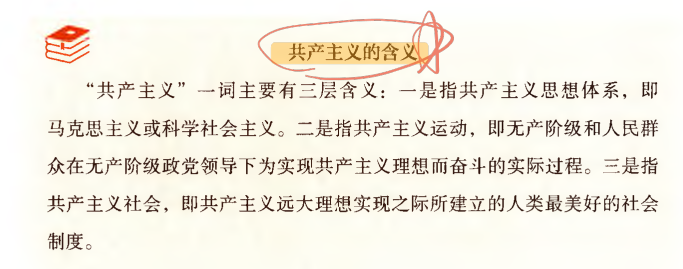 共产主义的含义
“共产主义”一词主要有三层含义：一是指共产主义思想体系，即
马克思主义或科学社会主义。二是指共产主义运动，即无产阶级和人民群
众在无产阶级政党领导下为实现共产主义理想而奋斗的实际过程。三是指
共产主义社会，即共产主义远大理想实现之际所建立的人类最美好的社会
制度。